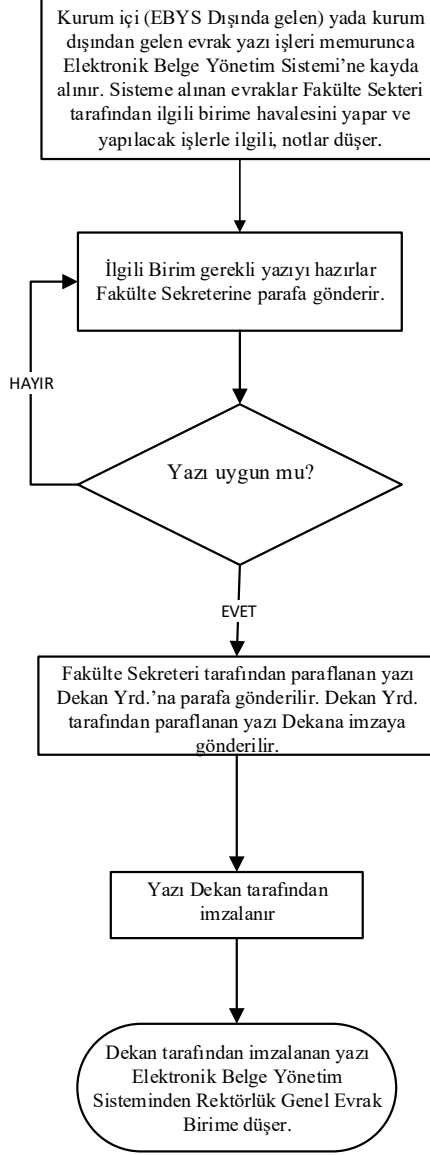 Kurum içi (EBYS Dışında gelen) yada kurum
dışından gelen evrak yazı işleri memurunca
Elektronik Belge Yönetim Sistemi’ne kayda
alınır. Sisteme alınan evraklar Fakülte Sekteri
tarafından ilgili birime havalesini yapar ve
yapılacak işlerle ilgili, notlar düşer.
İlgili Birim gerekli yazıyı hazırlar
Fakülte Sekreterine parafa gönderir.
HAYIR
Yazı uygun mu?
EVET
Fakülte Sekreteri tarafından paraflanan yazı
Dekan Yrd.’na parafa gönderilir. Dekan Yrd.
tarafından paraflanan yazı Dekana imzaya
gönderilir.
Yazı Dekan tarafından
imzalanır
Dekan tarafından imzalanan yazı
Elektronik Belge Yönetim
Sisteminden Rektörlük Genel Evrak
Birime düşer.